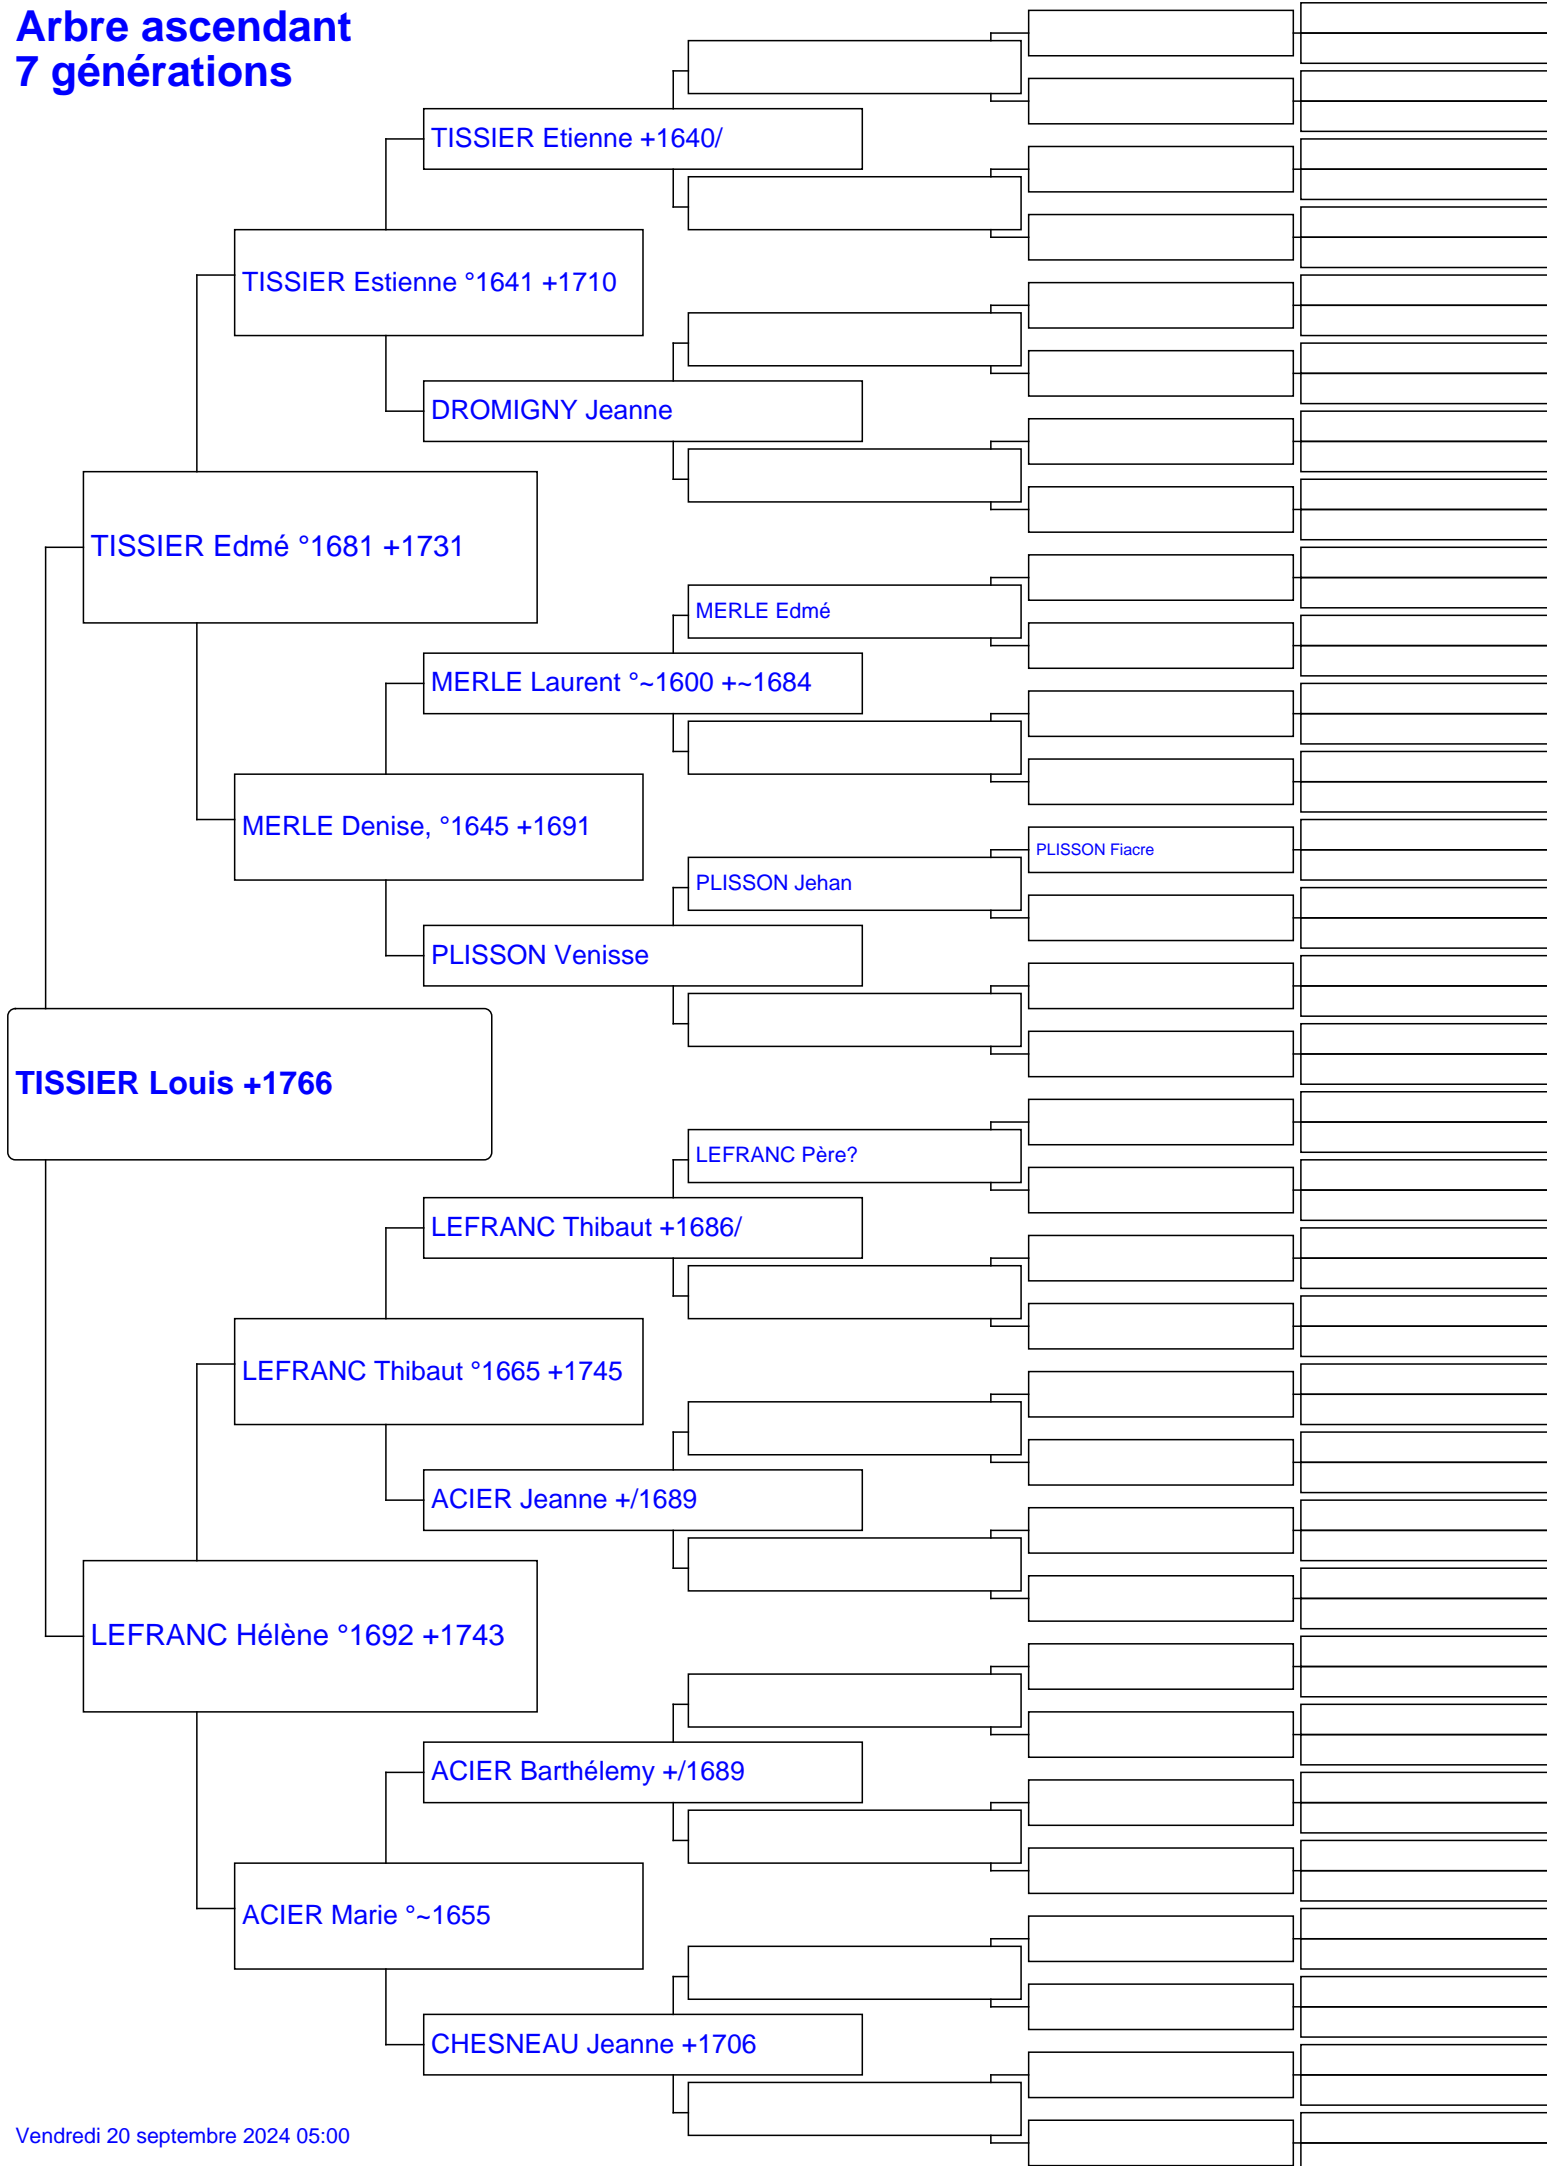 Arbre ascendant
7 générations
TISSIER Etienne +1640/
TISSIER Estienne °1641 +1710
DROMIGNY Jeanne
TISSIER Edmé °1681 +1731
MERLE Edmé
MERLE Laurent °~1600 +~1684
MERLE Denise, °1645 +1691
PLISSON Fiacre
PLISSON Jehan
PLISSON Venisse
TISSIER Louis +1766
LEFRANC Père?
LEFRANC Thibaut +1686/
LEFRANC Thibaut °1665 +1745
ACIER Jeanne +/1689
LEFRANC Hélène °1692 +1743
ACIER Barthélemy +/1689
ACIER Marie °~1655
CHESNEAU Jeanne +1706
Vendredi 20 septembre 2024 05:00